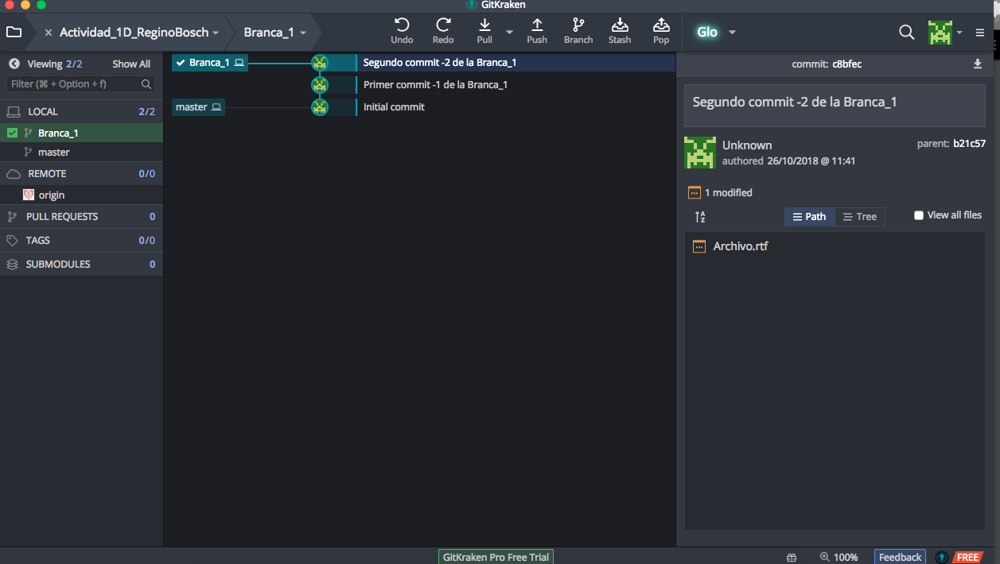 GitKraken
Actividad_1D_ReginoBosch
Branca_1
Undo
Redo
Pull
Push
Branch
Stash
Pop
Glo
Viewing 2/2
Show All
Filter (⌘ + Option + f)
LOCAL 2/2
Branca_1
master
REMOTE 0/0
origin
PULL REQUESTS 0
TAGS 0/0
SUBMODULES 0
Branca_1
Segundo commit -2 de la Branca_1
Primer commit -1 de la Branca_1
master
Initial commit
commit: c8bfec
Segundo commit -2 de la Branca_1
Unknown
parent: b21c57
authored 26/10/2018 @ 11:41
1 modified
A
Z
Path
Tree
View all files
Archivo.rtf
GitKraken Pro Free Trial
100%
Feedback
FREE